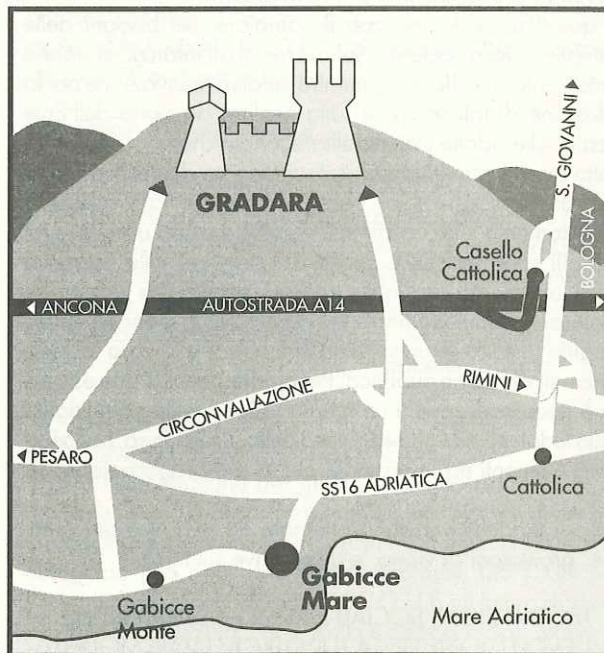 S. GIOVANNI
GRADARA
BOLOGNA
Casello
Cattolica
ANCONA
AUTOSTRADA A14
RIMINI
CIRCONVALLAZIONE
PESARO
SS16 ADRIATICA
Cattolica
Gabicce
Mare
Gabicce
Monte
Mare Adriatico